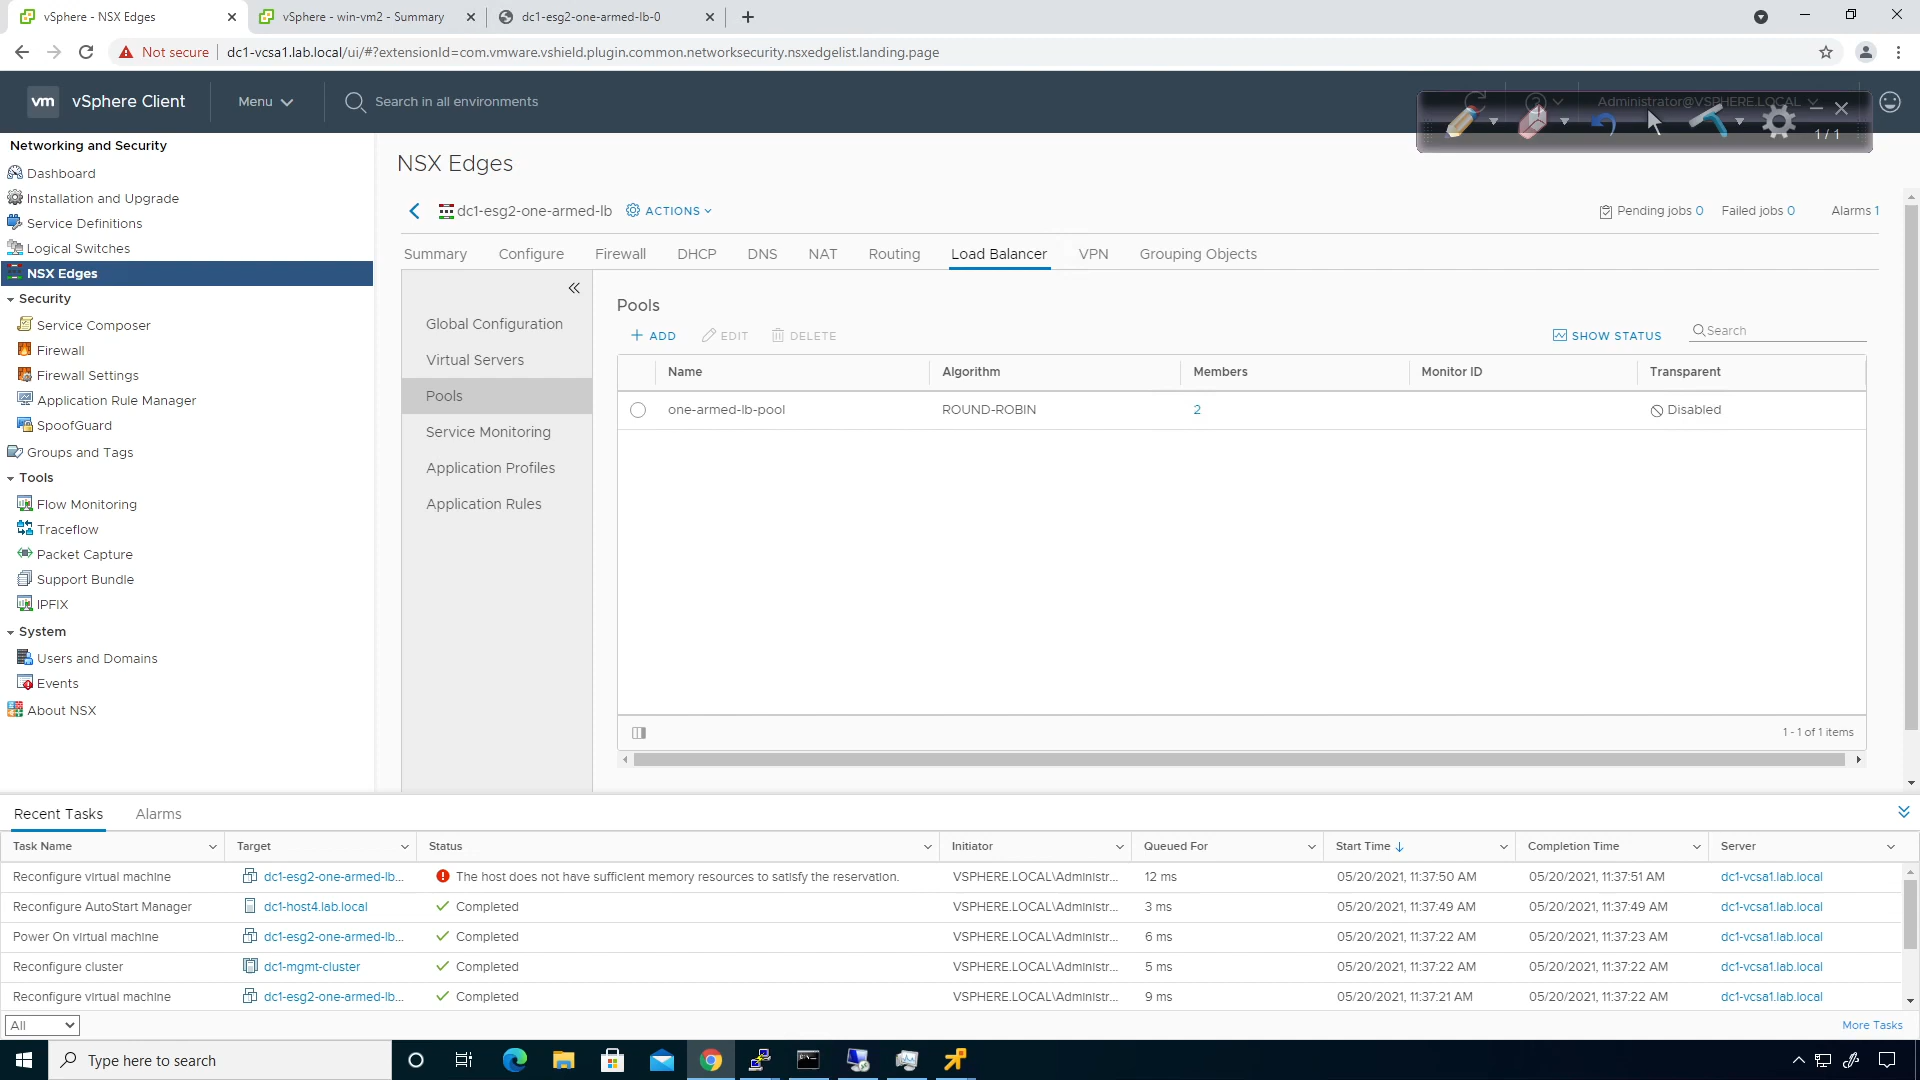 vSphere - NSX Edges
vSphere - win-vm2 - Summary
dc1-esg2-one-armed-lb-0
Not secure
dc1-vcsa1.lab.local/ui/#?extensionId=com.vmware.vshield.plugin.common.networksecurity.nsxedgelist.landing.page
vm vSphere Client
Menu
Search in all environments
Administrator@VSPHERE.LOCAL
1 / 1
Networking and Security
Dashboard
Installation and Upgrade
Service Definitions
Logical Switches
NSX Edges
Security
Service Composer
Firewall
Firewall Settings
Application Rule Manager
SpoofGuard
Groups and Tags
Tools
Flow Monitoring
Traceflow
Packet Capture
Support Bundle
IPFIX
System
Users and Domains
Events
About NSX
NSX Edges
dc1-esg2-one-armed-lb ACTIONS
Pending jobs 0 Failed jobs 0 Alarms 1
Summary Configure Firewall DHCP DNS NAT Routing Load Balancer VPN Grouping Objects
Global Configuration
Virtual Servers
Pools
Service Monitoring
Application Profiles
Application Rules
Pools
+ ADD EDIT DELETE SHOW STATUS Search
Name Algorithm Members Monitor ID Transparent
one-armed-lb-pool ROUND-ROBIN 2 Disabled
1 - 1 of 1 items
Recent Tasks Alarms
Task Name Target Status Initiator Queued For Start Time Completion Time Server
Reconfigure virtual machine dc1-esg2-one-armed-lb... The host does not have sufficient memory resources to satisfy the reservation. VSPHERE.LOCAL\Administr... 12 ms 05/20/2021, 11:37:50 AM 05/20/2021, 11:37:51 AM dc1-vcsa1.lab.local
Reconfigure AutoStart Manager dc1-host4.lab.local Completed VSPHERE.LOCAL\Administr... 3 ms 05/20/2021, 11:37:49 AM 05/20/2021, 11:37:49 AM dc1-vcsa1.lab.local
Power On virtual machine dc1-esg2-one-armed-lb... Completed VSPHERE.LOCAL\Administr... 6 ms 05/20/2021, 11:37:22 AM 05/20/2021, 11:37:23 AM dc1-vcsa1.lab.local
Reconfigure cluster dc1-mgmt-cluster Completed VSPHERE.LOCAL\Administr... 5 ms 05/20/2021, 11:37:22 AM 05/20/2021, 11:37:22 AM dc1-vcsa1.lab.local
Reconfigure virtual machine dc1-esg2-one-armed-lb... Completed VSPHERE.LOCAL\Administr... 9 ms 05/20/2021, 11:37:21 AM 05/20/2021, 11:37:22 AM dc1-vcsa1.lab.local
All
More Tasks
Type here to search